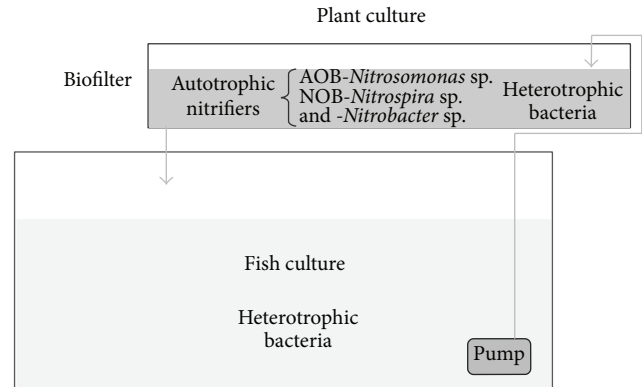 Plant culture
Biofilter
Autotrophic
nitrifiers
AOB-Nitrosomonas sp.
NOB-Nitrospira sp.
and -Nitrobacter sp.
Heterotrophic
bacteria
Fish culture
Heterotrophic
bacteria
Pump